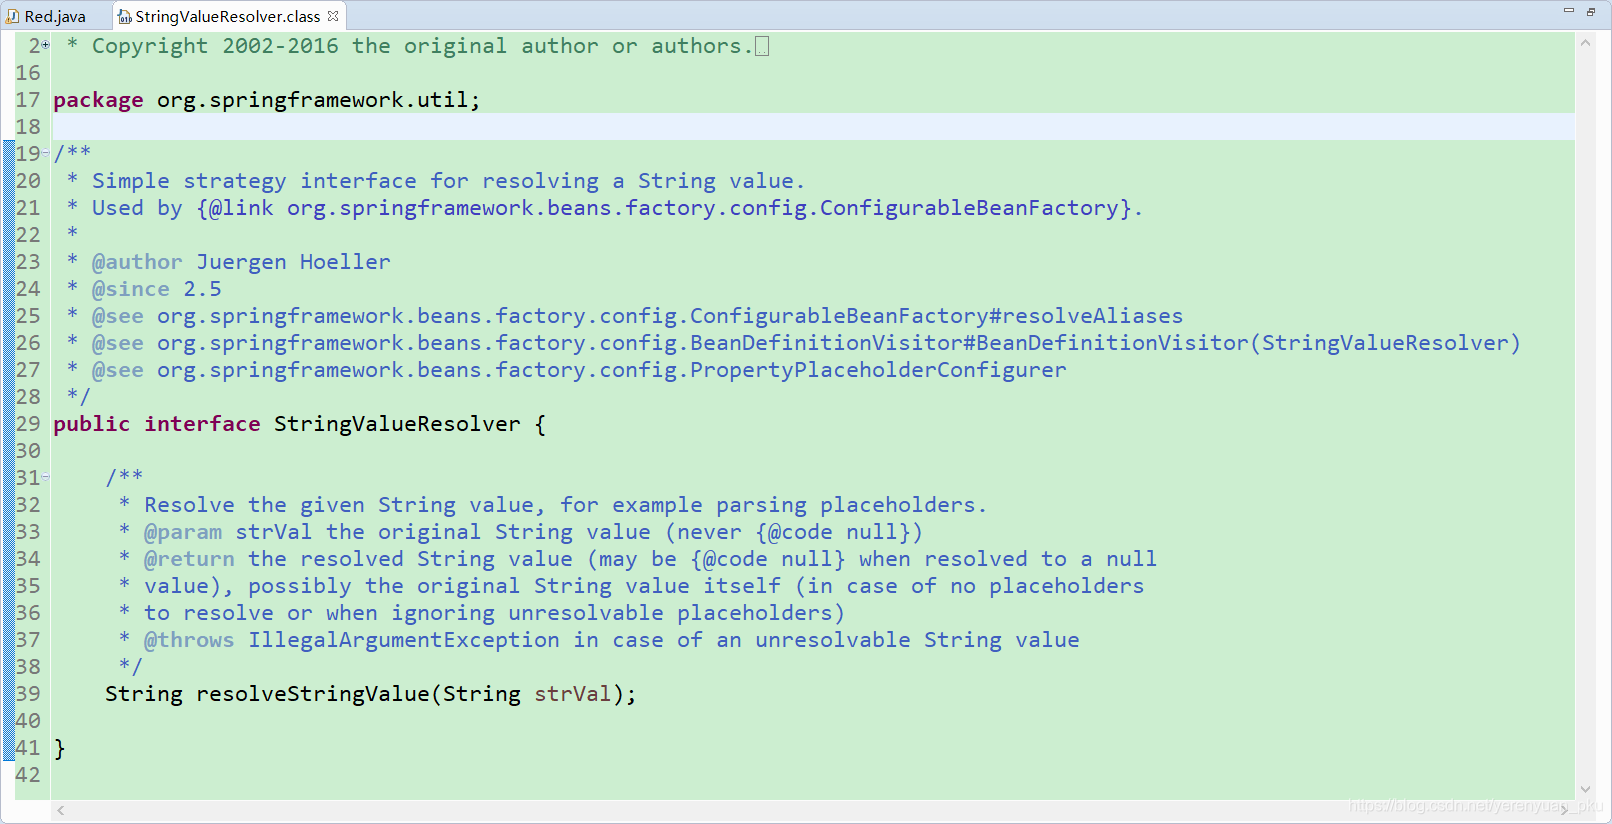 Red.java
StringValueResolver.class
2 * Copyright 2002-2016 the original author or authors.
16
17 package org.springframework.util;
18
19 /**
20 * Simple strategy interface for resolving a String value.
21 * Used by {@link org.springframework.beans.factory.config.ConfigurableBeanFactory}.
22 *
23 * @author Juergen Hoeller
24 * @since 2.5
25 * @see org.springframework.beans.factory.config.ConfigurableBeanFactory#resolveAliases
26 * @see org.springframework.beans.factory.config.BeanDefinitionVisitor#BeanDefinitionVisitor(StringValueResolver)
27 * @see org.springframework.beans.factory.config.PropertyPlaceholderConfigurer
28 */
29 public interface StringValueResolver {
30
31 /**
32 * Resolve the given String value, for example parsing placeholders.
33 * @param strVal the original String value (never {@code null})
34 * @return the resolved String value (may be {@code null} when resolved to a null
35 * value), possibly the original String value itself (in case of no placeholders
36 * to resolve or when ignoring unresolvable placeholders)
37 * @throws IllegalArgumentException in case of an unresolvable String value
38 */
39 String resolveStringValue(String strVal);
40
41 }
42
https://blog.csdn.net/yerenyuan_pku